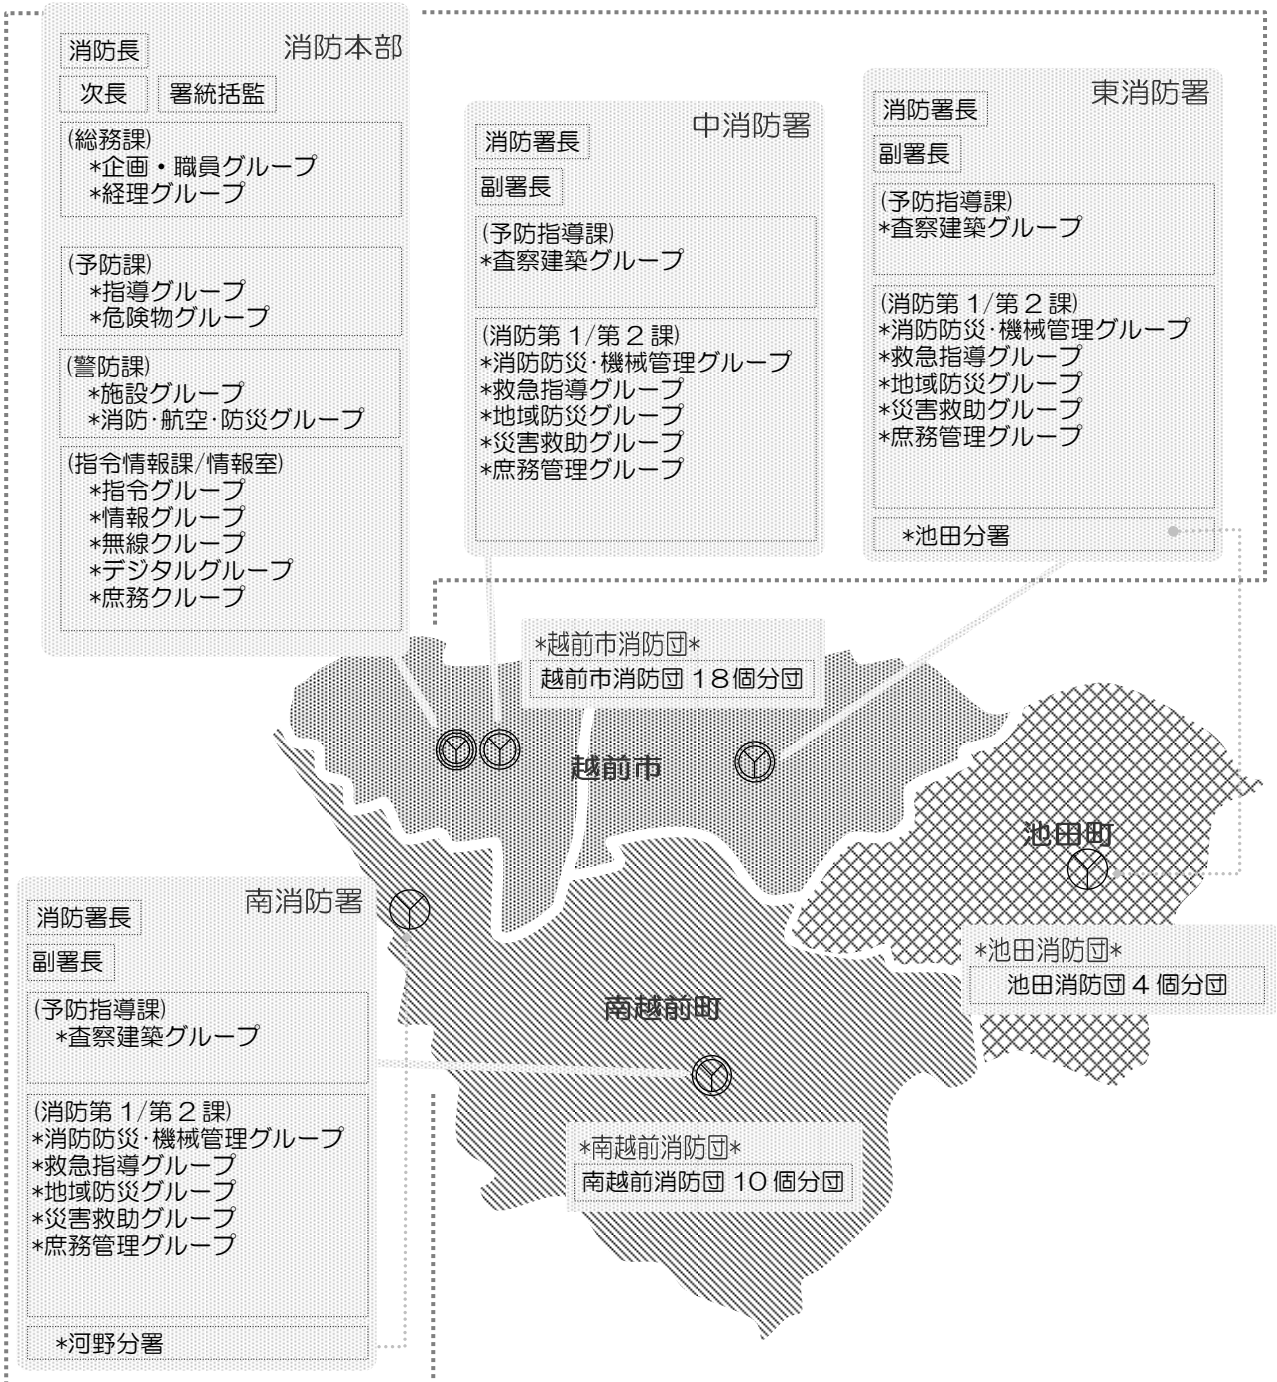 消防本部
消防長
次長 署統括監
(総務課)
*企画・職員グループ
*経理グループ
(予防課)
*指導グループ
*危険物グループ
(警防課)
*施設グループ
*消防・航空・防災グループ
(指令情報課/情報室)
*指令グループ
*情報グループ
*無線クループ
*デジタルグループ
*庶務クループ
中消防署
消防署長
副署長
(予防指導課)
*査察建築グループ
(消防第1/第2課)
*消防防災・機械管理グループ
*救急指導グループ
*地域防災グループ
*災害救助グループ
*庶務管理グループ
東消防署
消防署長
副署長
(予防指導課)
*査察建築グループ
(消防第1/第2課)
*消防防災・機械管理グループ
*救急指導グループ
*地域防災グループ
*災害救助グループ
*庶務管理グループ
*池田分署
*越前市消防団*
越前市消防団18個分団
越前市
池田町
*池田消防団*
池田消防団4個分団
南越前町
*南越前消防団*
南越前消防団10個分団
南消防署
消防署長
副署長
(予防指導課)
*査察建築グループ
(消防第1/第2課)
*消防防災・機械管理グループ
*救急指導グループ
*地域防災グループ
*災害救助グループ
*庶務管理グループ
*河野分署